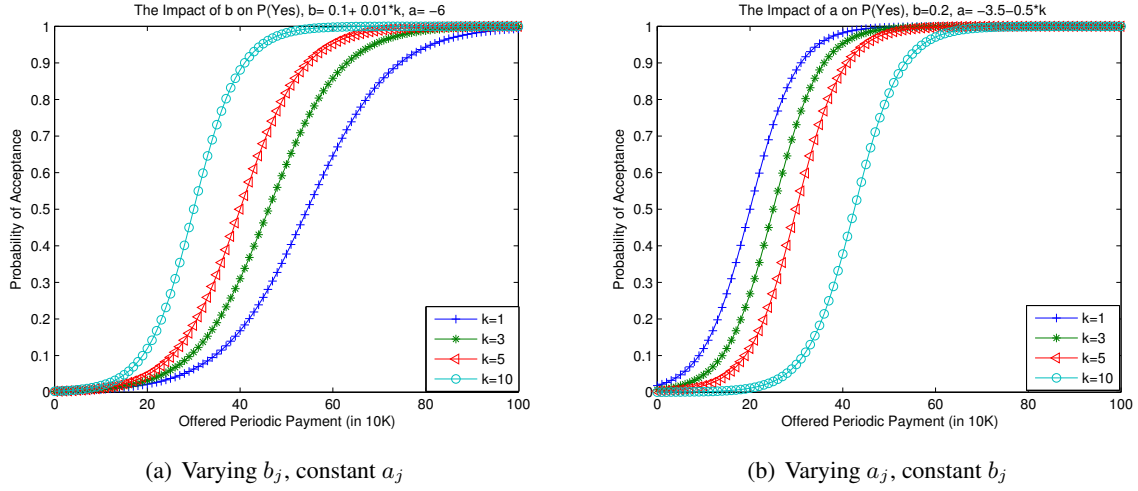 The Impact of b on P(Yes), b= 0.1+ 0.01*k, a= −6
1
0.9
0.8
0.7
0.6
0.5
0.4
0.3
0.2
0.1
0
Probability of Acceptance
0 20 40 60 80 100
Offered Periodic Payment (in 10K)
k=1
k=3
k=5
k=10
(a) Varying b_j, constant a_j
The Impact of a on P(Yes), b=0.2, a= −3.5−0.5*k
1
0.9
0.8
0.7
0.6
0.5
0.4
0.3
0.2
0.1
0
Probability of Acceptance
0 20 40 60 80 100
Offered Periodic Payment (in 10K)
k=1
k=3
k=5
k=10
(b) Varying a_j, constant b_j